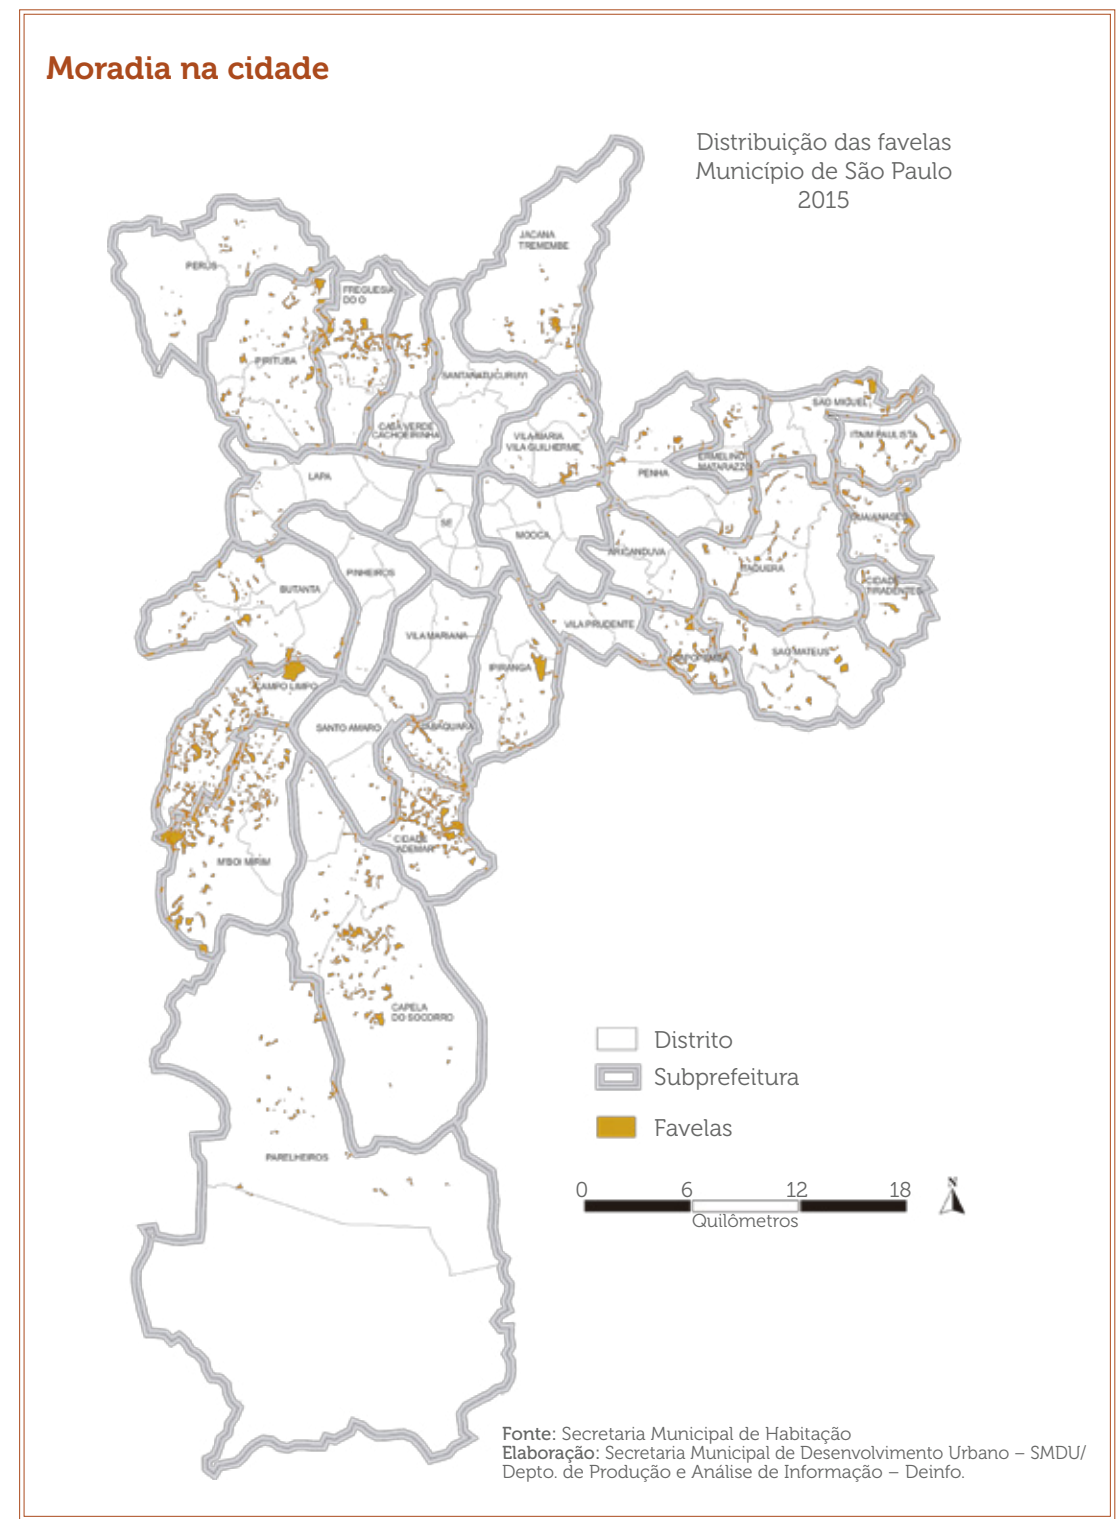 Moradia na cidade
Distribuição das favelas
Município de São Paulo
2015
JACANA
TREMEMBE
PERUS
FREGUESIA
DO O
PIRITUBA
SANTANA/TUCURUVI
SAO MIGUEL
CASA VERDE
CACHOEIRINHA
VILA MARIA
VILA GUILHERME
ITAIM PAULISTA
ERMELINO
MATARAZZO
PENHA
LAPA
SE
MOOCA
GUAIANASES
ARICANDUVA
ITAQUERA
PINHEIROS
BUTANTA
CIDADE
TIRADENTES
VILA PRUDENTE
VILA MARIANA
SAO MATEUS
SAPOPEMBA
IPIRANGA
CAMPO LIMPO
SANTO AMARO
JABAQUARA
CIDADE
ADEMAR
M'BOI MIRIM
CAPELA
DO SOCORRO
PARELHEIROS
Distrito
Subprefeitura
Favelas
0 6 12 18
Quilômetros
N
Fonte: Secretaria Municipal de Habitação
Elaboração: Secretaria Municipal de Desenvolvimento Urbano – SMDU/
Depto. de Produção e Análise de Informação – Deinfo.